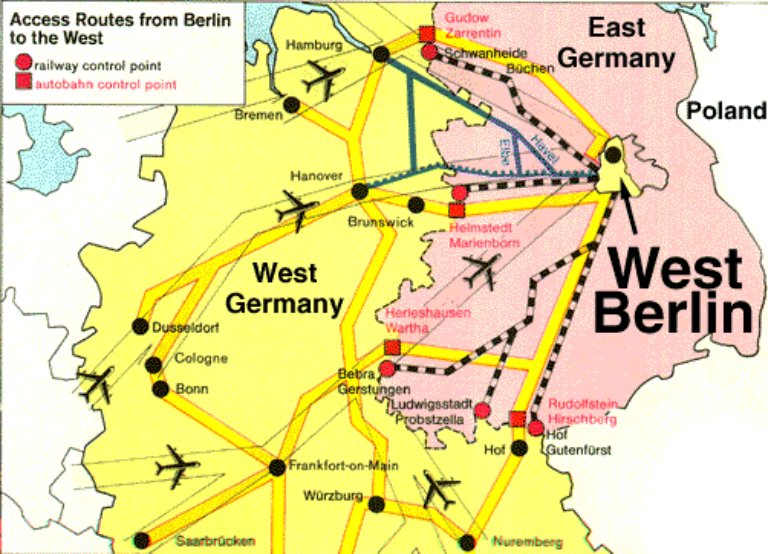 Access Routes from Berlin
to the West
railway control point
autobahn control point
Gudow
Zarrentin
Hamburg
Schwanheide
Büchen
East
Germany
Poland
Bremen
Elbe
Havel
Hanover
Brunswick
Helmstedt
Marienborn
West
Germany
West
Berlin
Herleshausen
Wartha
Dusseldorf
Cologne
Bonn
Bebra
Gerstungen
Ludwigsstadt
Probstzella
Rudolfstein
Hirschberg
Hof
Gutenfürst
Hof
Frankfort-on-Main
Würzburg
Nuremberg
Saarbrücken